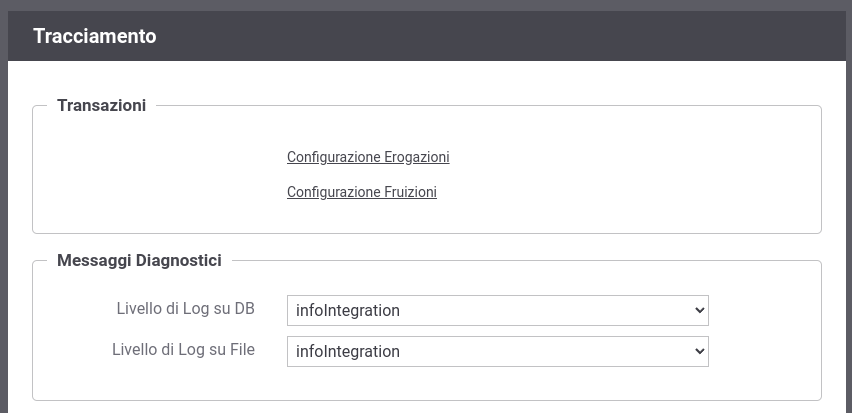 Tracciamento
Transazioni
Configurazione Erogazioni
Configurazione Fruizioni
Messaggi Diagnostici
Livello di Log su DB infoIntegration
Livello di Log su File infoIntegration